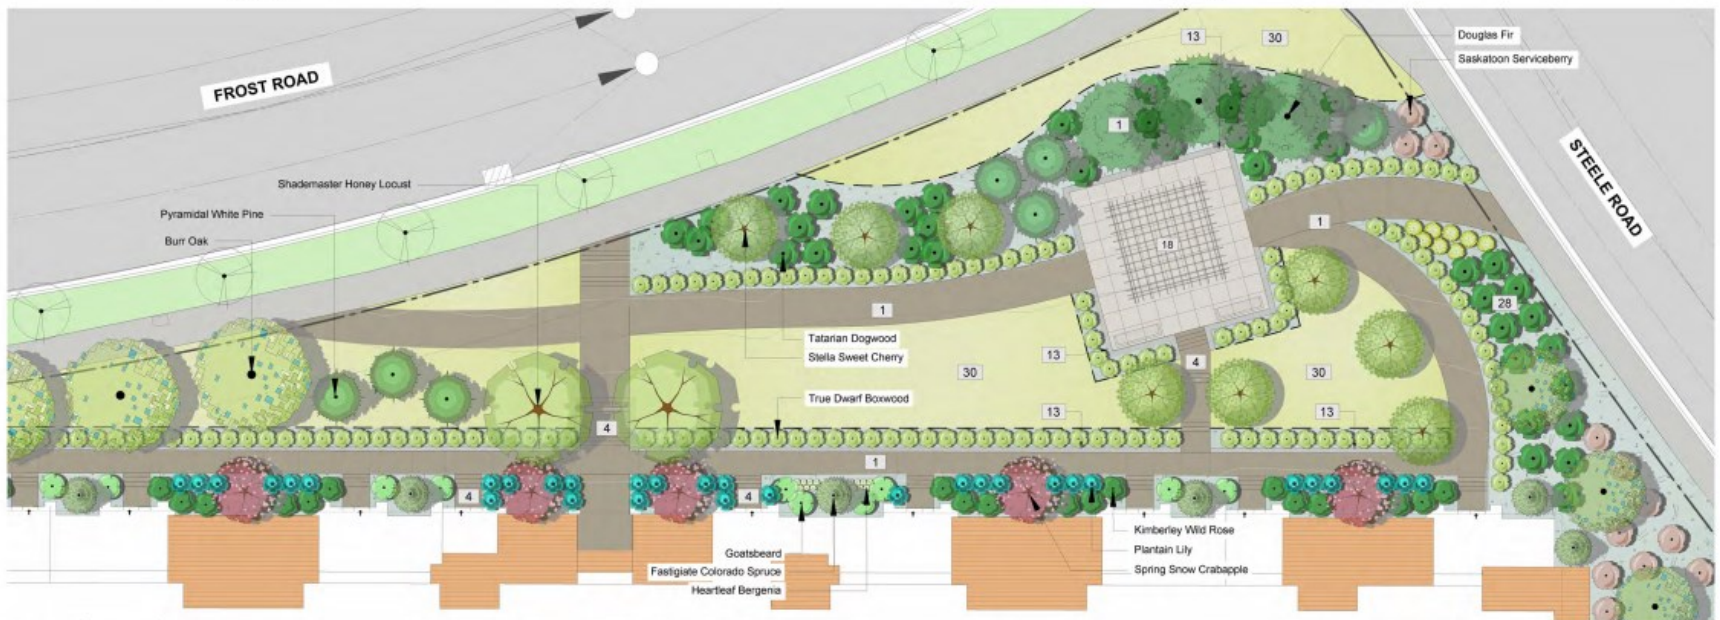 13
30
Douglas Fir
Saskatoon Serviceberry
FROST ROAD
1
STEELE ROAD
Shademaster Honey Locust
Pyramidal White Pine
Burr Oak
1
18
28
1
Tatarian Dogwood
Stella Sweet Cherry
13
4
30
30
True Dwarf Boxwood
13
13
4
1
4
4
Kimberley Wild Rose
Plantain Lily
Spring Snow Crabapple
Goatsbeard
Fastigiate Colorado Spruce
Heartleaf Bergenia